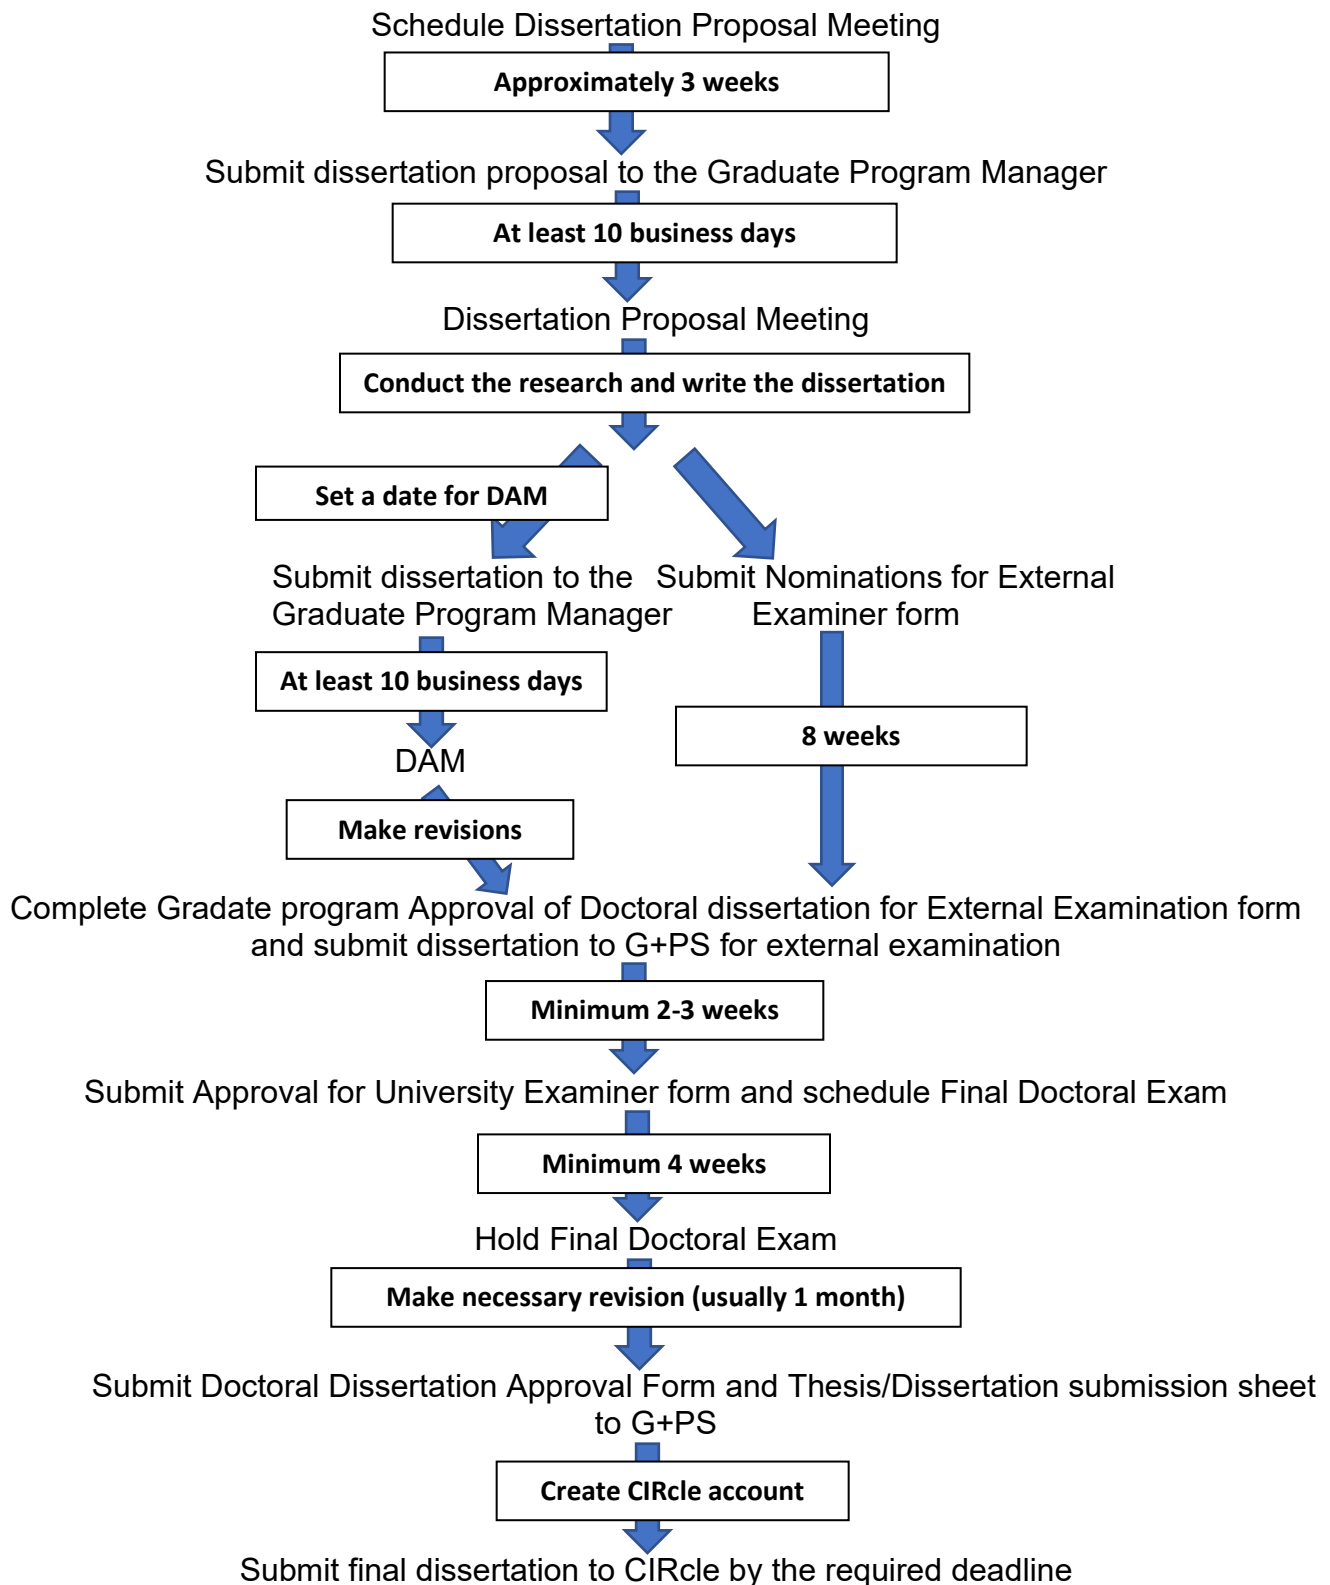 Schedule Dissertation Proposal Meeting
Approximately 3 weeks
Submit dissertation proposal to the Graduate Program Manager
At least 10 business days
Dissertation Proposal Meeting
Conduct the research and write the dissertation
Set a date for DAM
Submit dissertation to the
Graduate Program Manager
Submit Nominations for External
Examiner form
At least 10 business days
8 weeks
DAM
Make revisions
Complete Gradate program Approval of Doctoral dissertation for External Examination form
and submit dissertation to G+PS for external examination
Minimum 2-3 weeks
Submit Approval for University Examiner form and schedule Final Doctoral Exam
Minimum 4 weeks
Hold Final Doctoral Exam
Make necessary revision (usually 1 month)
Submit Doctoral Dissertation Approval Form and Thesis/Dissertation submission sheet
to G+PS
Create CIRcle account
Submit final dissertation to CIRcle by the required deadline